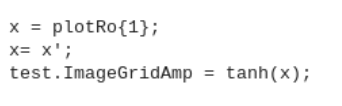 x = plotRo{1};
x= x';
test.ImageGridAmp = tanh(x);